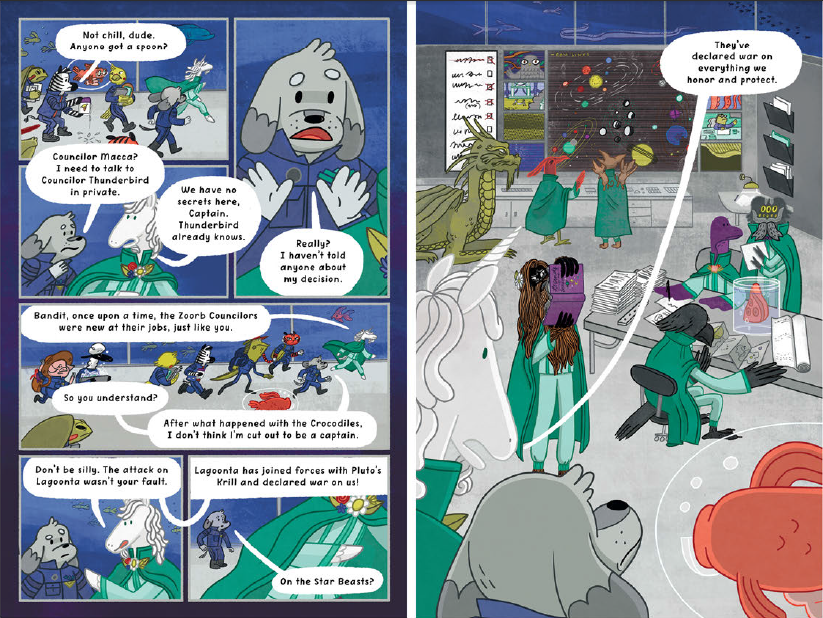 Not chill, dude.
Anyone got a spoon?
Councilor Macca?
I need to talk to
Councilor Thunderbird
in private.
We have no
secrets here,
Captain.
Thunderbird
already knows.
Really?
I haven't told
anyone about
my decision.
Bandit, once upon a time, the Zoorb Councilors
were new at their jobs, just like you.
So you understand?
After what happened with the Crocodiles,
I don't think I'm cut out to be a captain.
Don't be silly. The attack on
Lagoonta wasn't your fault.
Lagoonta has joined forces with Pluto's
Krill and declared war on us!
On the Star Beasts?
They've
declared war on
everything we
honor and protect.